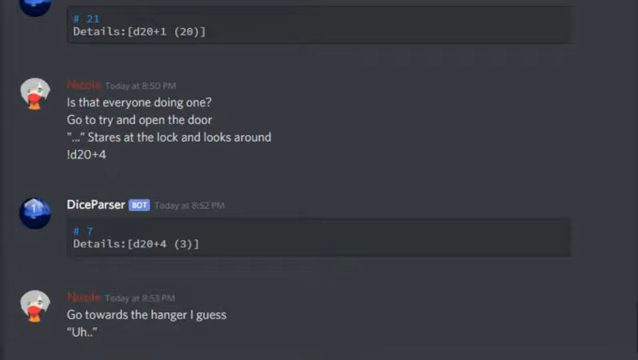 # 21
Details:[d20+1 (20)]
Nicole Today at 8:50 PM
Is that everyone doing one?
Go to try and open the door
"..." Stares at the lock and looks around
!d20+4
DiceParser BOT Today at 8:52 PM
# 7
Details:[d20+4 (3)]
Nicole Today at 8:53 PM
Go towards the hanger I guess
“Uh..”